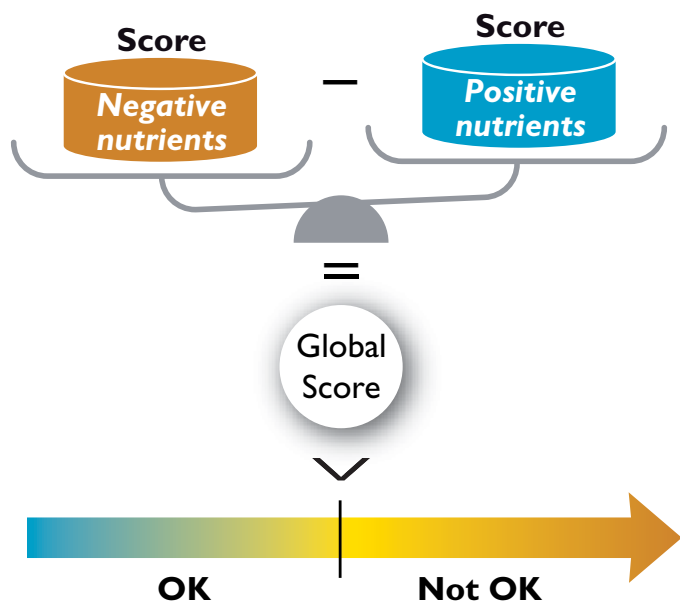 Score
Negative
nutrients
–
Score
Positive
nutrients
=
Global
Score
OK
Not OK